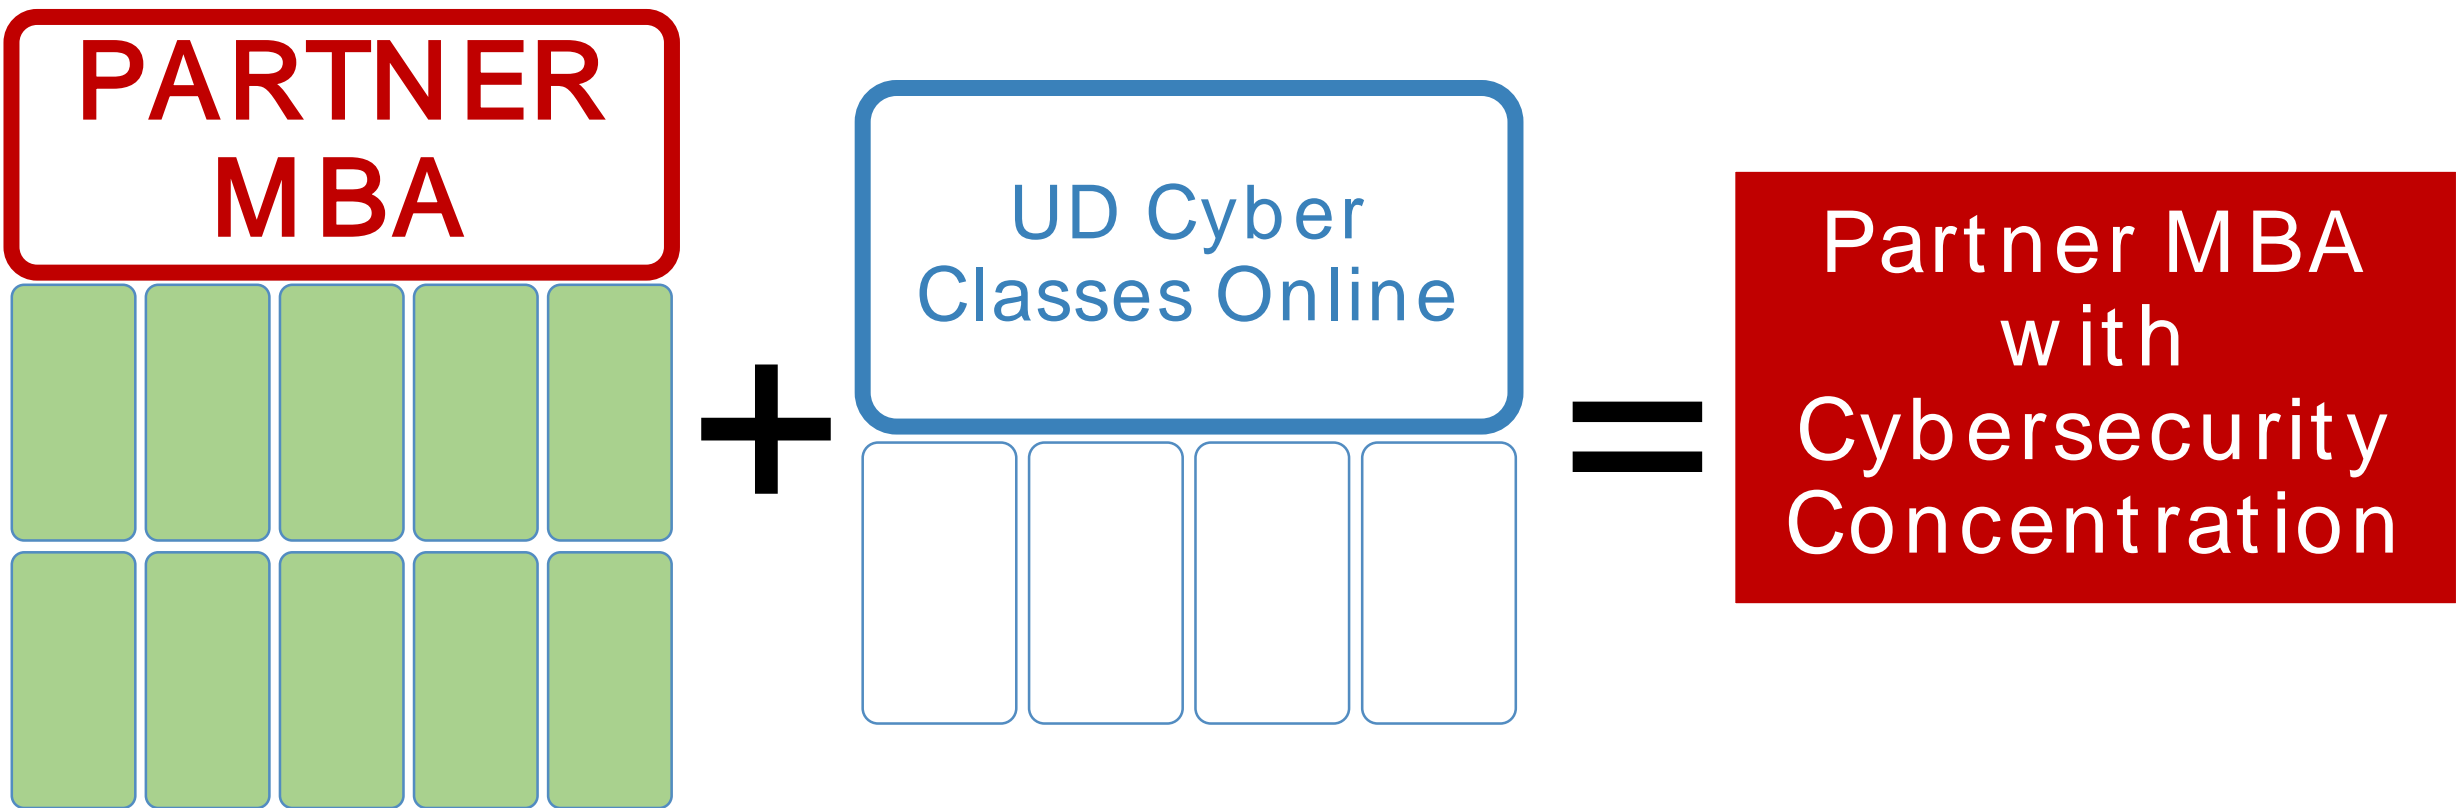 PARTNER
MBA
UD Cyber
Classes Online
Partner MBA
with
Cybersecurity
Concentration